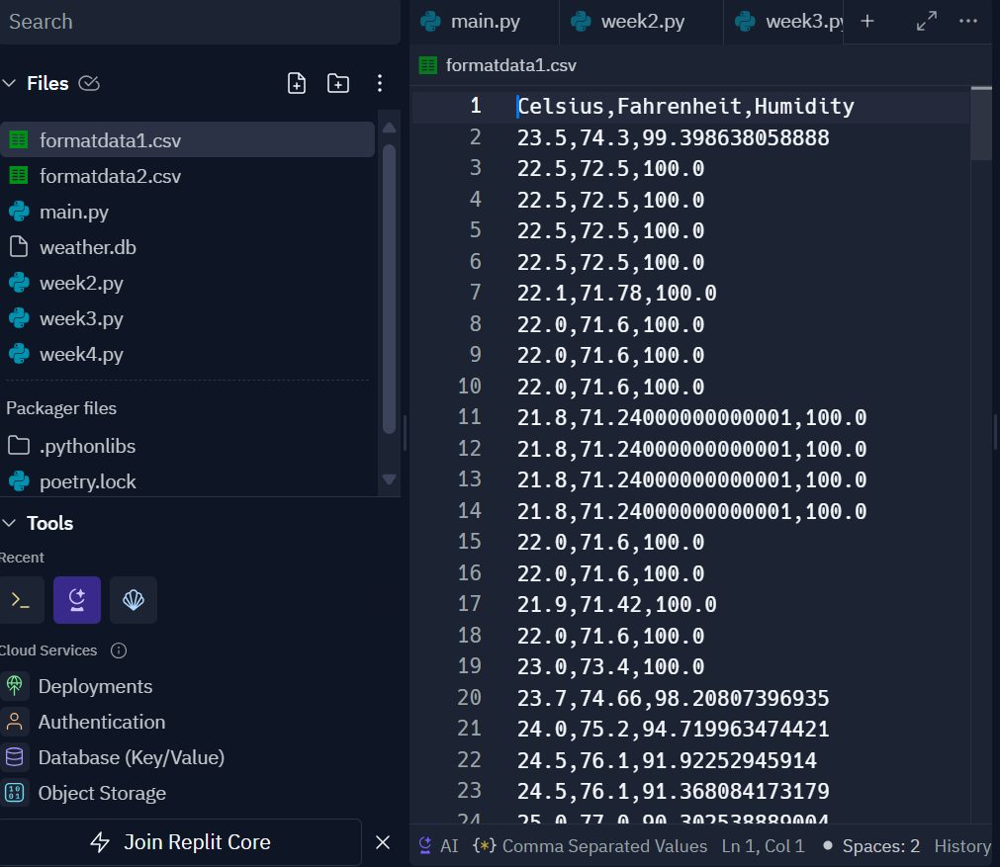 Search
Files
formatdata1.csv
formatdata2.csv
main.py
weather.db
week2.py
week3.py
week4.py
Packager files
.pythonlibs
poetry.lock
Tools
Recent
Cloud Services
Deployments
Authentication
Database (Key/Value)
Object Storage
Join Replit Core
main.py
week2.py
week3.py
formatdata1.csv
1 Celsius,Fahrenheit,Humidity
2 23.5,74.3,99.398638058888
3 22.5,72.5,100.0
4 22.5,72.5,100.0
5 22.5,72.5,100.0
6 22.5,72.5,100.0
7 22.1,71.78,100.0
8 22.0,71.6,100.0
9 22.0,71.6,100.0
10 22.0,71.6,100.0
11 21.8,71.24000000000001,100.0
12 21.8,71.24000000000001,100.0
13 21.8,71.24000000000001,100.0
14 21.8,71.24000000000001,100.0
15 22.0,71.6,100.0
16 22.0,71.6,100.0
17 21.9,71.42,100.0
18 22.0,71.6,100.0
19 23.0,73.4,100.0
20 23.7,74.66,98.20807396935
21 24.0,75.2,94.719963474421
22 24.5,76.1,91.92252945914
23 24.5,76.1,91.368084173179
24 25.0,77.0,90.302538889004
AI {*} Comma Separated Values Ln 1, Col 1 Spaces: 2 History